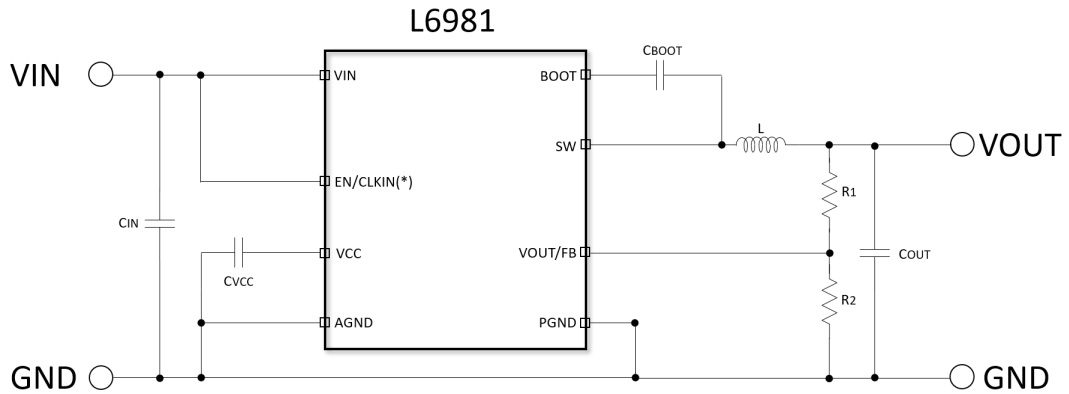 L6981
VIN
VIN
BOOT
CBOOT
SW
L
VOUT
EN/CLKIN(*)
R1
CIN
VCC
CVCC
VOUT/FB
COUT
R2
AGND
PGND
GND
GND